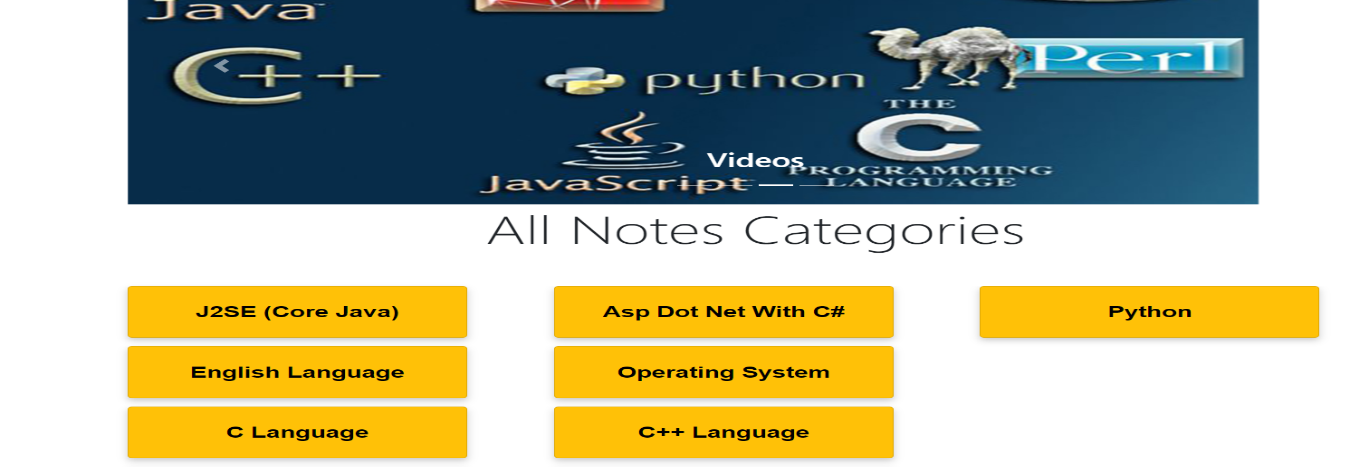 Java
C++
python
Perl
THE
C
PROGRAMMING
LANGUAGE
JavaScript
Videos
All Notes Categories
J2SE (Core Java)
Asp Dot Net With C#
Python
English Language
Operating System
C Language
C++ Language